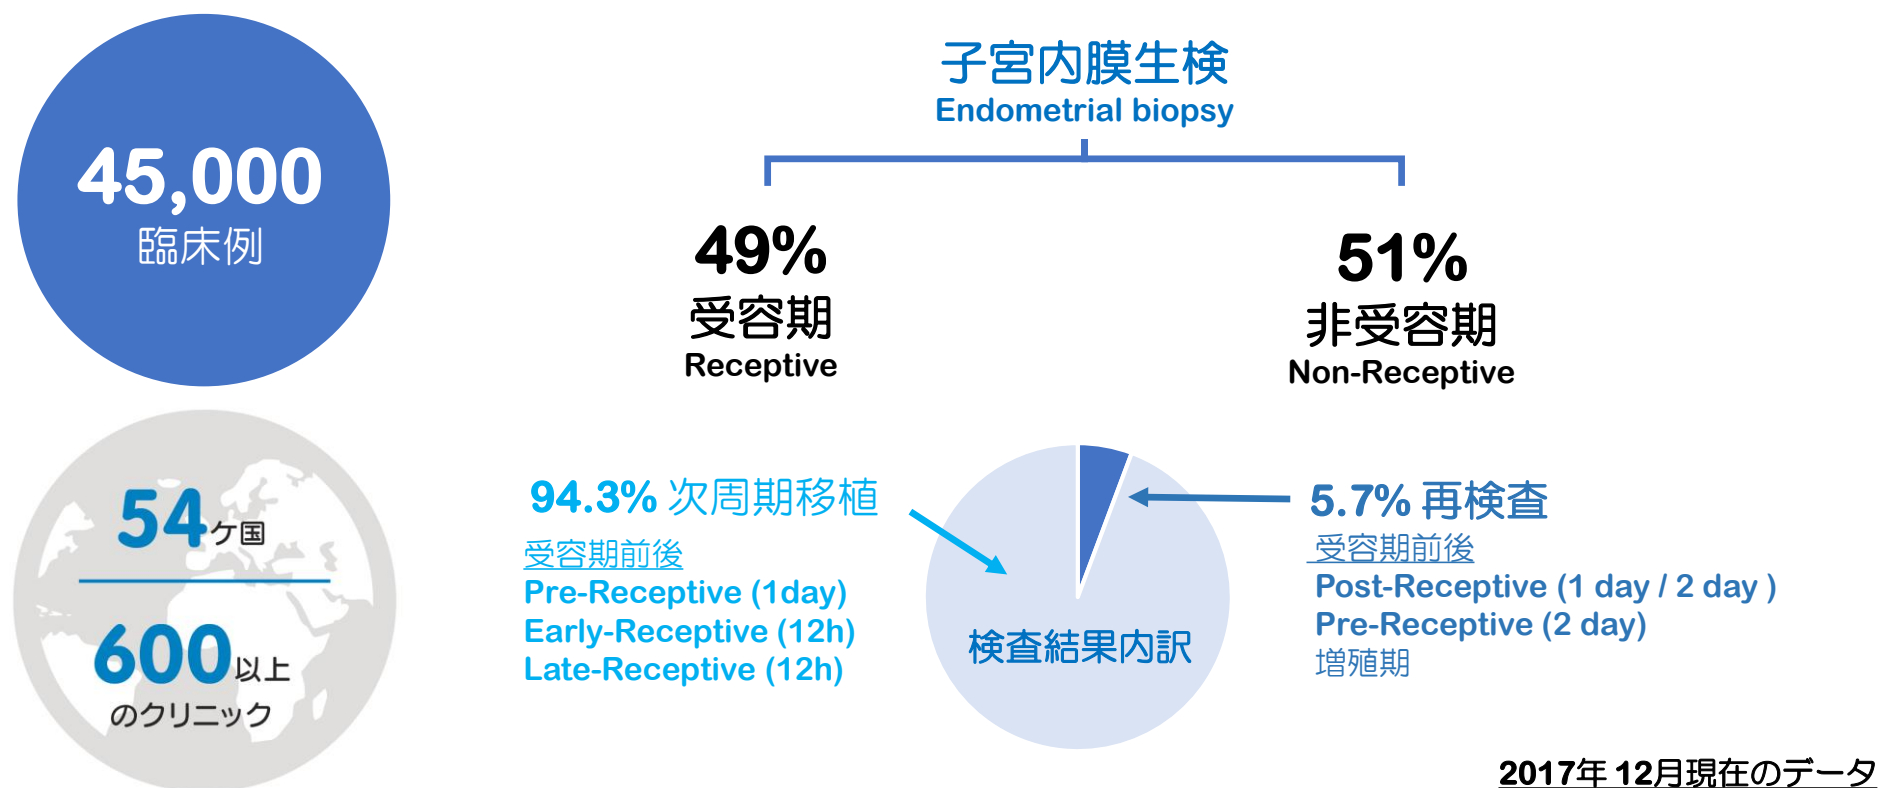 45,000
臨床例
54ケ国
600以上
のクリニック
子宮内膜生検
Endometrial biopsy
49%
受容期
Receptive
51%
非受容期
Non-Receptive
94.3% 次周期移植
受容期前後
Pre-Receptive (1day)
Early-Receptive (12h)
Late-Receptive (12h)
検査結果内訳
5.7% 再検査
受容期前後
Post-Receptive (1 day / 2 day )
Pre-Receptive (2 day)
増殖期
2017年 12月現在のデータ